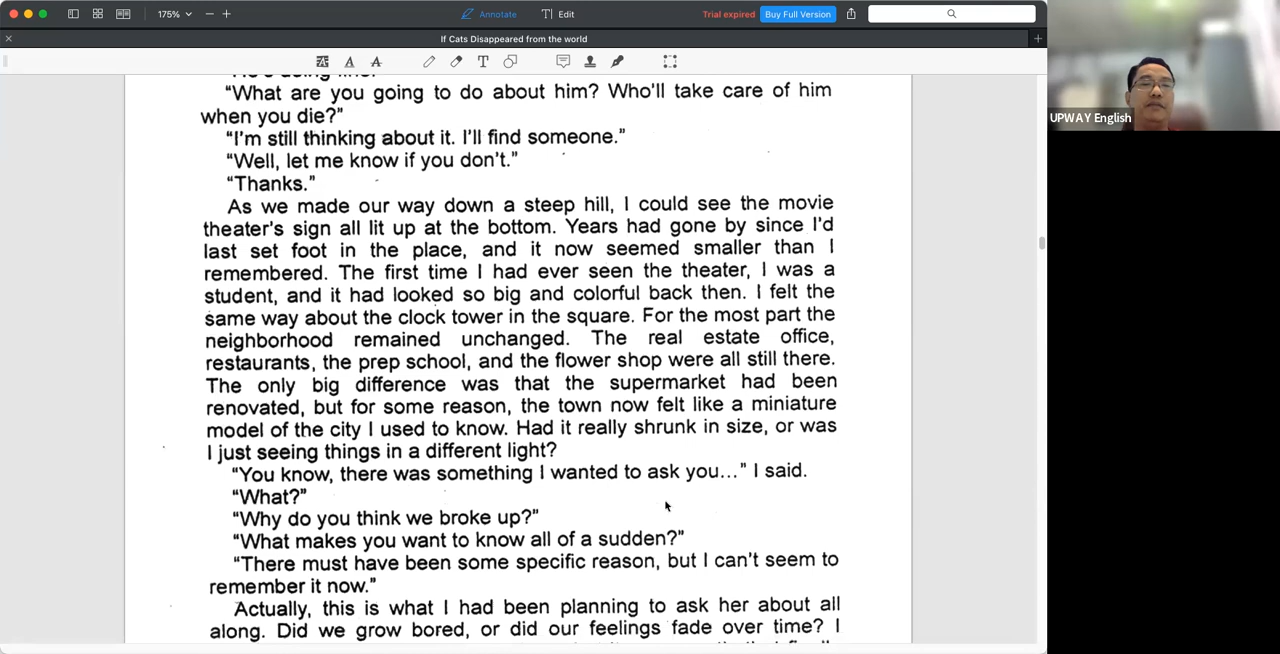 175%
Annotate
Edit
Trial expired
Buy Full Version
If Cats Disappeared from the world
UPWAY English
“What are you going to do about him? Who'll take care of him
when you die?”
“I'm still thinking about it. I'll find someone.”
“Well, let me know if you don't.”
“Thanks.”
As we made our way down a steep hill, I could see the movie
theater's sign all lit up at the bottom. Years had gone by since I'd
last set foot in the place, and it now seemed smaller than I
remembered. The first time I had ever seen the theater, I was a
student, and it had looked so big and colorful back then. I felt the
same way about the clock tower in the square. For the most part the
neighborhood remained unchanged. The real estate office,
restaurants, the prep school, and the flower shop were all still there.
The only big difference was that the supermarket had been
renovated, but for some reason, the town now felt like a miniature
model of the city I used to know. Had it really shrunk in size, or was
I just seeing things in a different light?
“You know, there was something I wanted to ask you...” I said.
“What?”
“Why do you think we broke up?”
“What makes you want to know all of a sudden?”
“There must have been some specific reason, but I can't seem to
remember it now.”
Actually, this is what I had been planning to ask her about all
along. Did we grow bored, or did our feelings fade over time? I